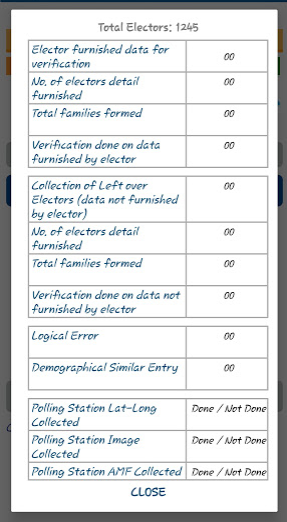 Total Electors: 1245
Elector furnished data for
verification
00
No. of electors detail
furnished
00
Total families formed
00
Verification done on data
furnished by elector
00
Collection of Left over
Electors (data not furnished
by elector)
00
No. of electors detail
furnished
00
Total families formed
00
Verification done on data not
furnished by elector
00
Logical Error
00
Demographical Similar Entry
00
Polling Station Lat-Long
Collected
Done / Not Done
Polling Station Image
Collected
Done / Not Done
Polling Station AMF Collected
Done / Not Done
CLOSE